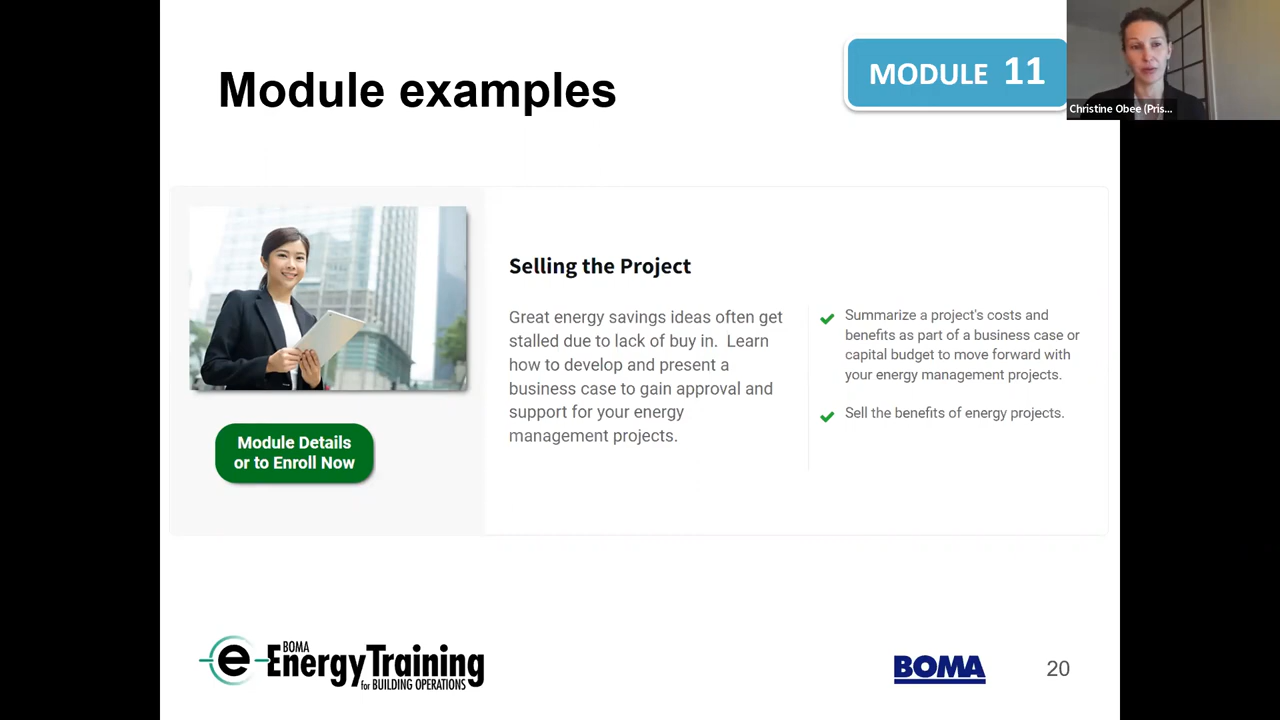 Module examples
MODULE 11
Christine Obee (Pris...
Selling the Project
Great energy savings ideas often get
stalled due to lack of buy in. Learn
how to develop and present a
business case to gain approval and
support for your energy
management projects.
Summarize a project's costs and
benefits as part of a business case or
capital budget to move forward with
your energy management projects.
Sell the benefits of energy projects.
Module Details
or to Enroll Now
e
BOMA
Energy Training
for BUILDING OPERATIONS
BOMA
20